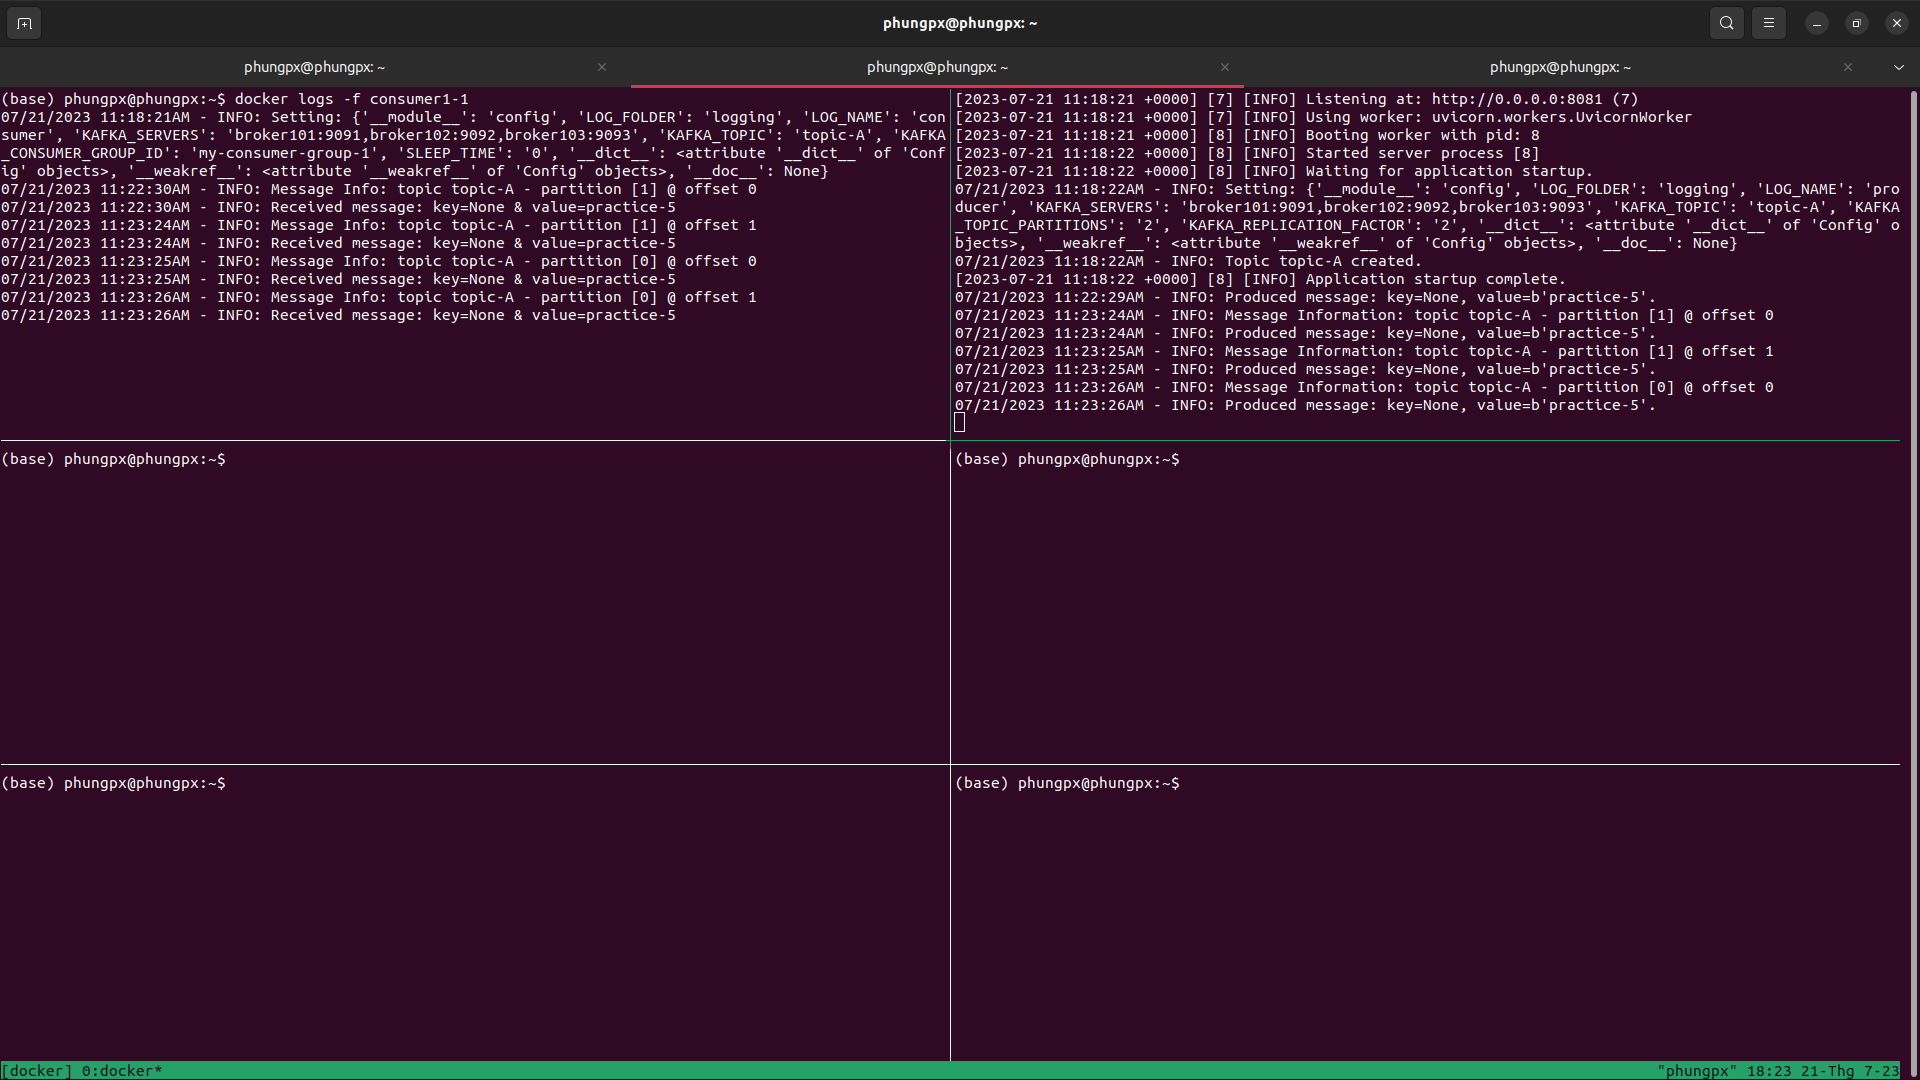 phungpx@phungpx: ~
phungpx@phungpx: ~
phungpx@phungpx: ~
phungpx@phungpx: ~
(base) phungpx@phungpx:~$ docker logs -f consumer1-1
07/21/2023 11:18:21AM - INFO: Setting: {'__module__': 'config', 'LOG_FOLDER': 'logging', 'LOG_NAME': 'con
sumer', 'KAFKA_SERVERS': 'broker101:9091,broker102:9092,broker103:9093', 'KAFKA_TOPIC': 'topic-A', 'KAFKA
_CONSUMER_GROUP_ID': 'my-consumer-group-1', 'SLEEP_TIME': '0', '__dict__': <attribute '__dict__' of 'Conf
ig' objects>, '__weakref__': <attribute '__weakref__' of 'Config' objects>, '__doc__': None}
07/21/2023 11:22:30AM - INFO: Message Info: topic topic-A - partition [1] @ offset 0
07/21/2023 11:22:30AM - INFO: Received message: key=None & value=practice-5
07/21/2023 11:23:24AM - INFO: Message Info: topic topic-A - partition [1] @ offset 1
07/21/2023 11:23:24AM - INFO: Received message: key=None & value=practice-5
07/21/2023 11:23:25AM - INFO: Message Info: topic topic-A - partition [0] @ offset 0
07/21/2023 11:23:25AM - INFO: Received message: key=None & value=practice-5
07/21/2023 11:23:26AM - INFO: Message Info: topic topic-A - partition [0] @ offset 1
07/21/2023 11:23:26AM - INFO: Received message: key=None & value=practice-5
[2023-07-21 11:18:21 +0000] [7] [INFO] Listening at: http://0.0.0.0:8081 (7)
[2023-07-21 11:18:21 +0000] [7] [INFO] Using worker: uvicorn.workers.UvicornWorker
[2023-07-21 11:18:21 +0000] [8] [INFO] Booting worker with pid: 8
[2023-07-21 11:18:22 +0000] [8] [INFO] Started server process [8]
[2023-07-21 11:18:22 +0000] [8] [INFO] Waiting for application startup.
07/21/2023 11:18:22AM - INFO: Setting: {'__module__': 'config', 'LOG_FOLDER': 'logging', 'LOG_NAME': 'pro
ducer', 'KAFKA_SERVERS': 'broker101:9091,broker102:9092,broker103:9093', 'KAFKA_TOPIC': 'topic-A', 'KAFKA
_TOPIC_PARTITIONS': '2', 'KAFKA_REPLICATION_FACTOR': '2', '__dict__': <attribute '__dict__' of 'Config' o
bjects>, '__weakref__': <attribute '__weakref__' of 'Config' objects>, '__doc__': None}
07/21/2023 11:18:22AM - INFO: Topic topic-A created.
[2023-07-21 11:18:22 +0000] [8] [INFO] Application startup complete.
07/21/2023 11:22:29AM - INFO: Produced message: key=None, value=b'practice-5'.
07/21/2023 11:23:24AM - INFO: Message Information: topic topic-A - partition [1] @ offset 0
07/21/2023 11:23:24AM - INFO: Produced message: key=None, value=b'practice-5'.
07/21/2023 11:23:25AM - INFO: Message Information: topic topic-A - partition [1] @ offset 1
07/21/2023 11:23:25AM - INFO: Produced message: key=None, value=b'practice-5'.
07/21/2023 11:23:26AM - INFO: Message Information: topic topic-A - partition [0] @ offset 0
07/21/2023 11:23:26AM - INFO: Produced message: key=None, value=b'practice-5'.
(base) phungpx@phungpx:~$
(base) phungpx@phungpx:~$
(base) phungpx@phungpx:~$
(base) phungpx@phungpx:~$
[docker] 0:docker*
"phungpx" 18:23 21-Thg 7-23